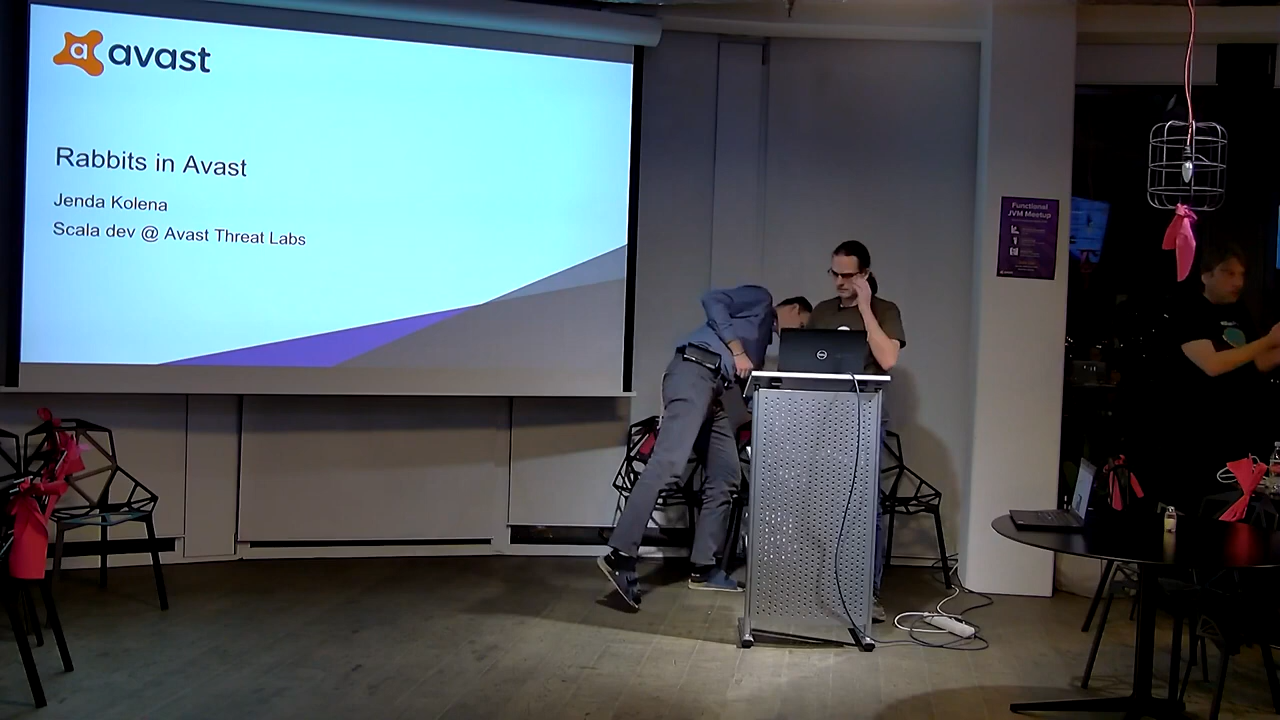 avast
Rabbits in Avast
Jenda Kolena
Scala dev @ Avast Threat Labs
Functional
JVM Meetup
DELL